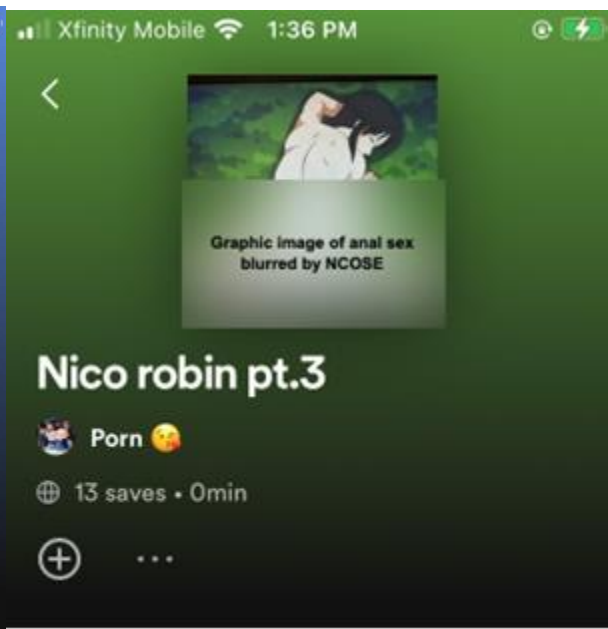 Xfinity Mobile 1:36 PM
Graphic image of anal sex
blurred by NCOSE
Nico robin pt.3
Porn 😘
13 saves • 0min